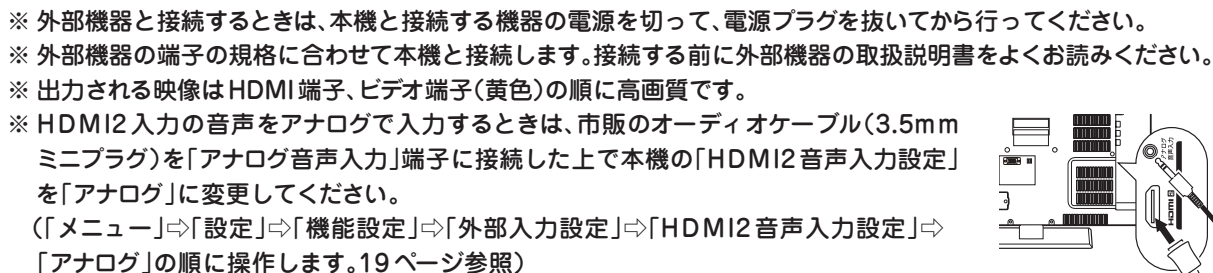 ※ 外部機器と接続するときは、本機と接続する機器の電源を切って、電源プラグを抜いてから行ってください。
※ 外部機器の端子の規格に合わせて本機と接続します。接続する前に外部機器の取扱説明書をよくお読みください。
※ 出力される映像はHDMI端子、ビデオ端子(黄色)の順に高画質です。
※ HDMI2入力の音声をアナログで入力するときは、市販のオーディオケーブル(3.5mm
ミニプラグ)を「アナログ音声入力」端子に接続した上で本機の「HDMI2音声入力設定」
を「アナログ」に変更してください。
(「メニュー」⇨「設定」⇨「機能設定」⇨「外部入力設定」⇨「HDMI2音声入力設定」⇨
「アナログ」の順に操作します。19ページ参照)
アナログ
音声入力
HDMI 2